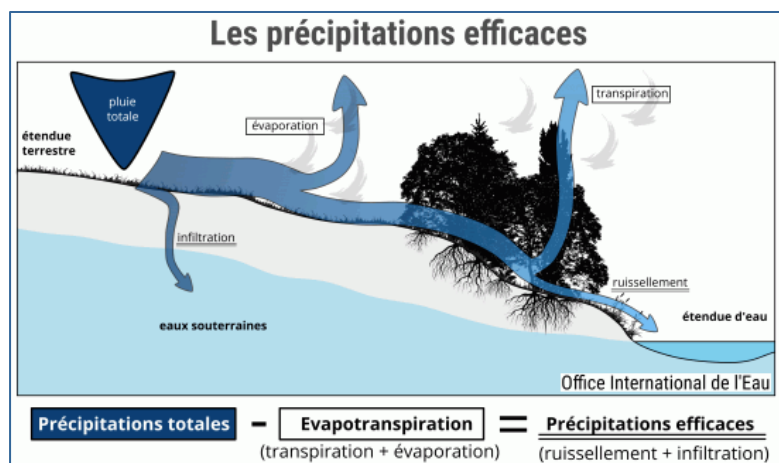 Les précipitations efficaces
pluie
totale
transpiration
évaporation
étendue
terrestre
infiltration
ruissellement
eaux souterraines
étendue d'eau
Office International de l'Eau
Précipitations totales - Evapotranspiration = Précipitations efficaces
(transpiration + évaporation) (ruissellement + infiltration)